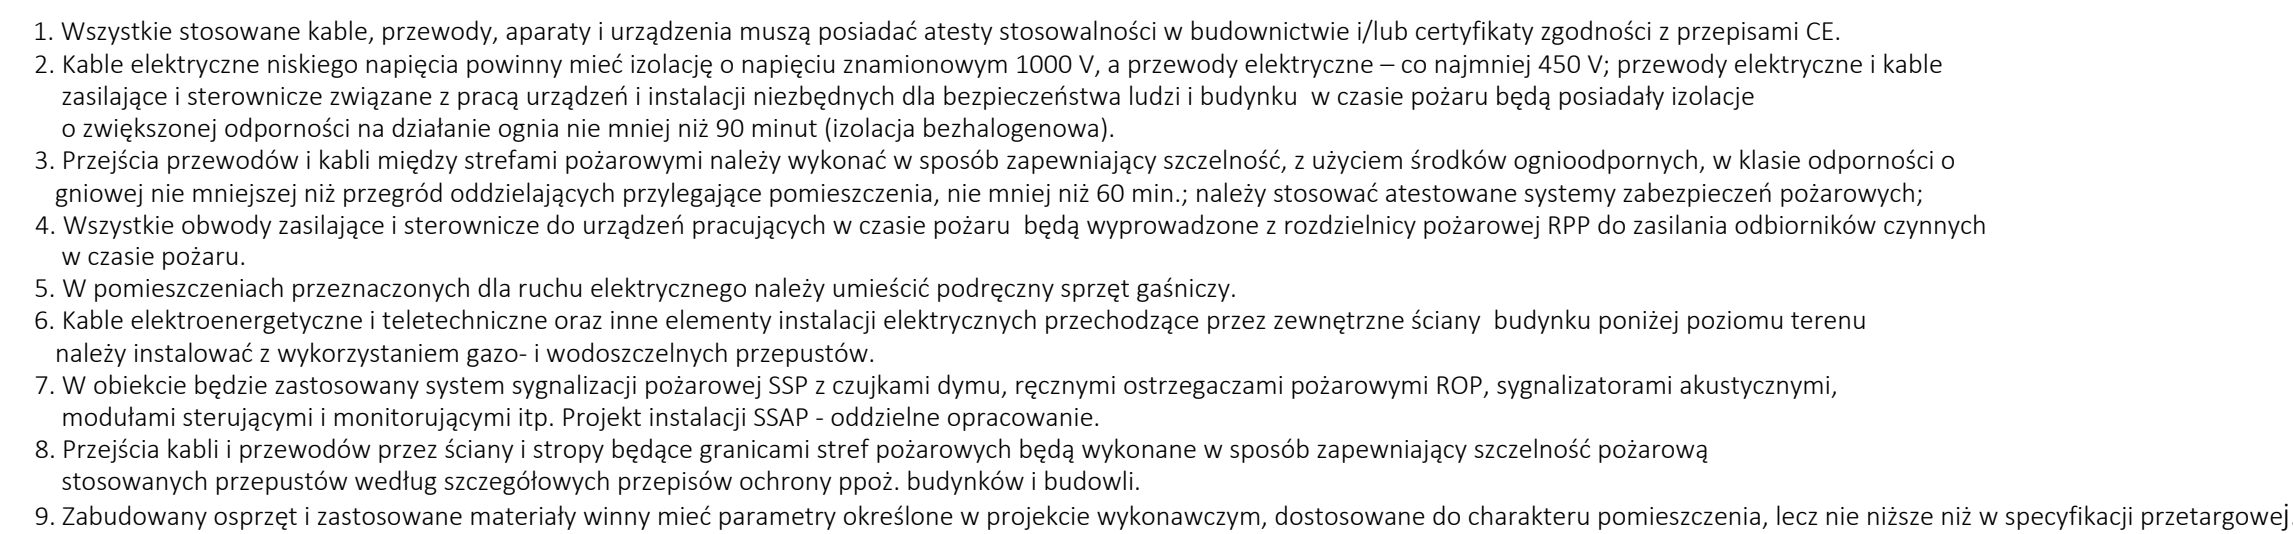 1. Wszystkie stosowane kable, przewody, aparaty i urządzenia muszą posiadać atesty stosowalności w budownictwie i/lub certyfikaty zgodności z przepisami CE.
2. Kable elektryczne niskiego napięcia powinny mieć izolację o napięciu znamionowym 1000 V, a przewody elektryczne – co najmniej 450 V; przewody elektryczne i kable
zasilające i sterownicze związane z pracą urządzeń i instalacji niezbędnych dla bezpieczeństwa ludzi i budynku w czasie pożaru będą posiadały izolacje
o zwiększonej odporności na działanie ognia nie mniej niż 90 minut (izolacja bezhalogenowa).
3. Przejścia przewodów i kabli między strefami pożarowymi należy wykonać w sposób zapewniający szczelność, z użyciem środków ognioodpornych, w klasie odporności o
gniowej nie mniejszej niż przegród oddzielających przylegające pomieszczenia, nie mniej niż 60 min.; należy stosować atestowane systemy zabezpieczeń pożarowych;
4. Wszystkie obwody zasilające i sterownicze do urządzeń pracujących w czasie pożaru będą wyprowadzone z rozdzielnicy pożarowej RPP do zasilania odbiorników czynnych
w czasie pożaru.
5. W pomieszczeniach przeznaczonych dla ruchu elektrycznego należy umieścić podręczny sprzęt gaśniczy.
6. Kable elektroenergetyczne i teletechniczne oraz inne elementy instalacji elektrycznych przechodzące przez zewnętrzne ściany budynku poniżej poziomu terenu
należy instalować z wykorzystaniem gazo- i wodoszczelnych przepustów.
7. W obiekcie będzie zastosowany system sygnalizacji pożarowej SSP z czujkami dymu, ręcznymi ostrzegaczami pożarowymi ROP, sygnalizatorami akustycznymi,
modułami sterującymi i monitorującymi itp. Projekt instalacji SSAP - oddzielne opracowanie.
8. Przejścia kabli i przewodów przez ściany i stropy będące granicami stref pożarowych będą wykonane w sposób zapewniający szczelność pożarową
stosowanych przepustów według szczegółowych przepisów ochrony ppoż. budynków i budowli.
9. Zabudowany osprzęt i zastosowane materiały winny mieć parametry określone w projekcie wykonawczym, dostosowane do charakteru pomieszczenia, lecz nie niższe niż w specyfikacji przetargowej.